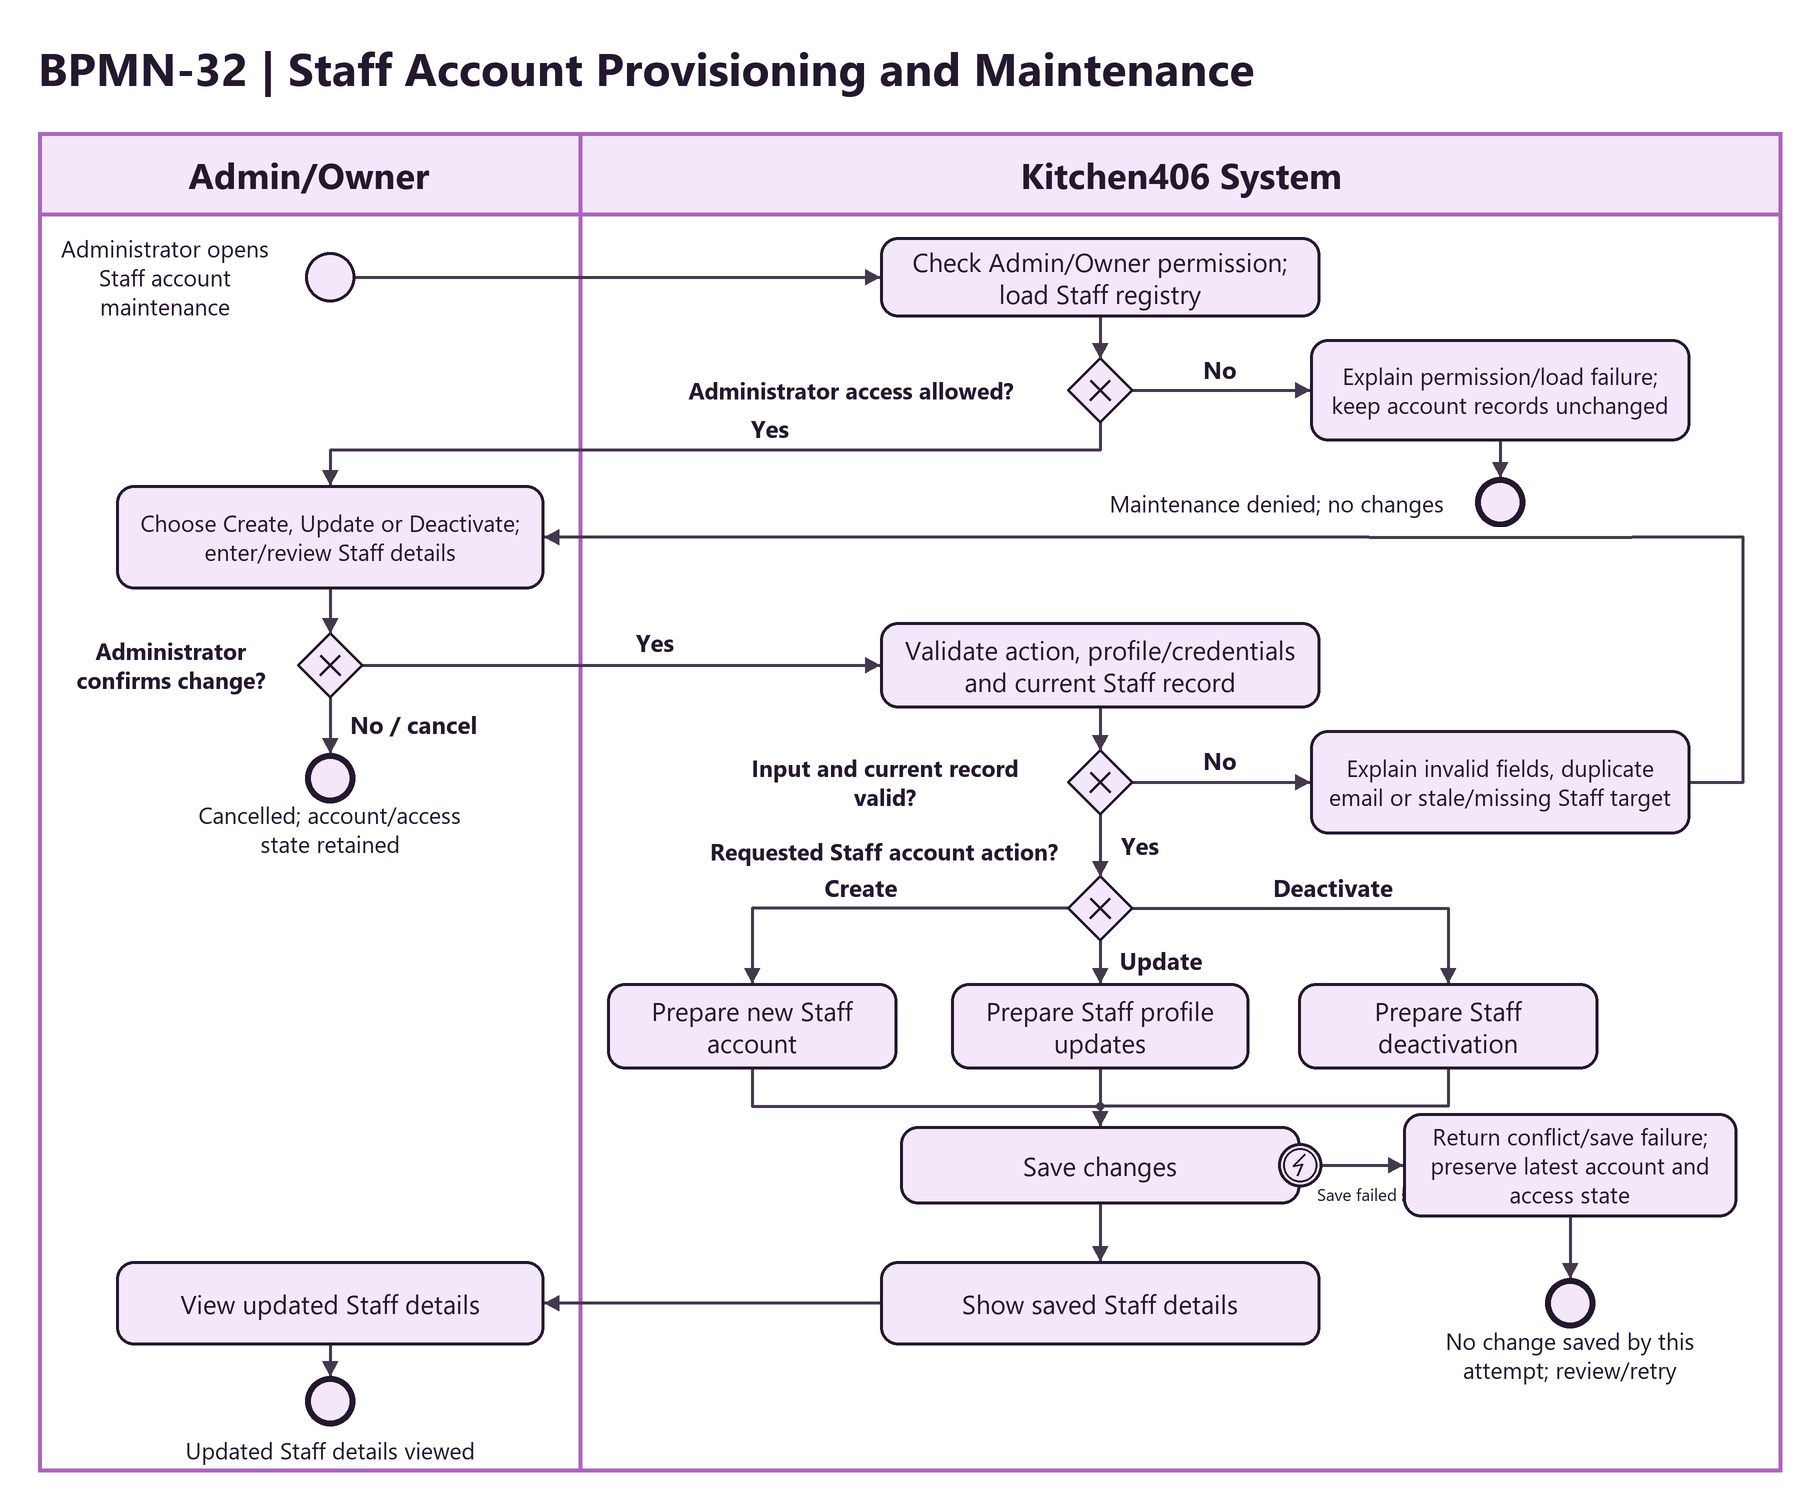 BPMN-32 | Staff Account Provisioning and Maintenance
Admin/Owner
Kitchen406 System
Administrator opens
Staff account
maintenance
Check Admin/Owner permission;
load Staff registry
Administrator access allowed?
No
Explain permission/load failure;
keep account records unchanged
Yes
Maintenance denied; no changes
Choose Create, Update or Deactivate;
enter/review Staff details
Administrator
confirms change?
Yes
Validate action, profile/credentials
and current Staff record
No / cancel
Cancelled; account/access
state retained
Input and current record
valid?
No
Explain invalid fields, duplicate
email or stale/missing Staff target
Yes
Requested Staff account action?
Create
Deactivate
Update
Prepare new Staff
account
Prepare Staff profile
updates
Prepare Staff
deactivation
Save changes
Save failed
Return conflict/save failure;
preserve latest account and
access state
View updated Staff details
Show saved Staff details
No change saved by this
attempt; review/retry
Updated Staff details viewed